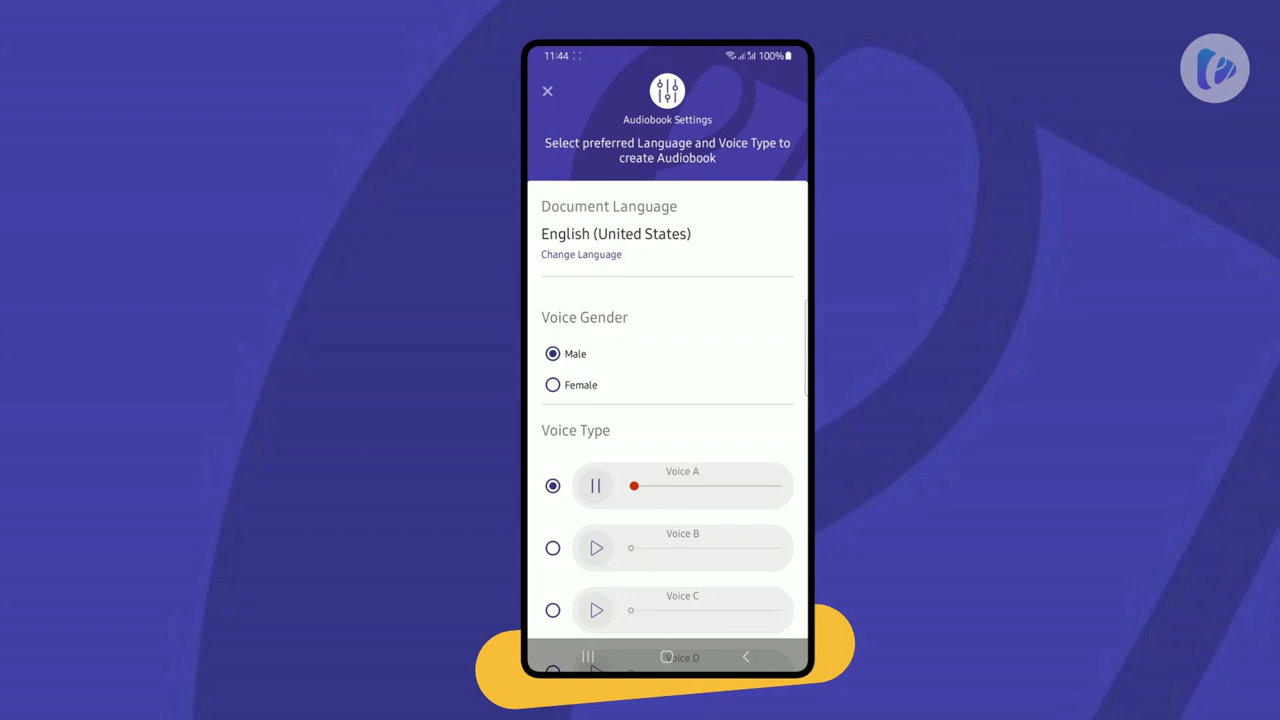 11:44
100%
Audiobook Settings
Select preferred Language and Voice Type to
create Audiobook
Document Language
English (United States)
Change Language
Voice Gender
Male
Female
Voice Type
Voice A
Voice B
Voice C
Voice D